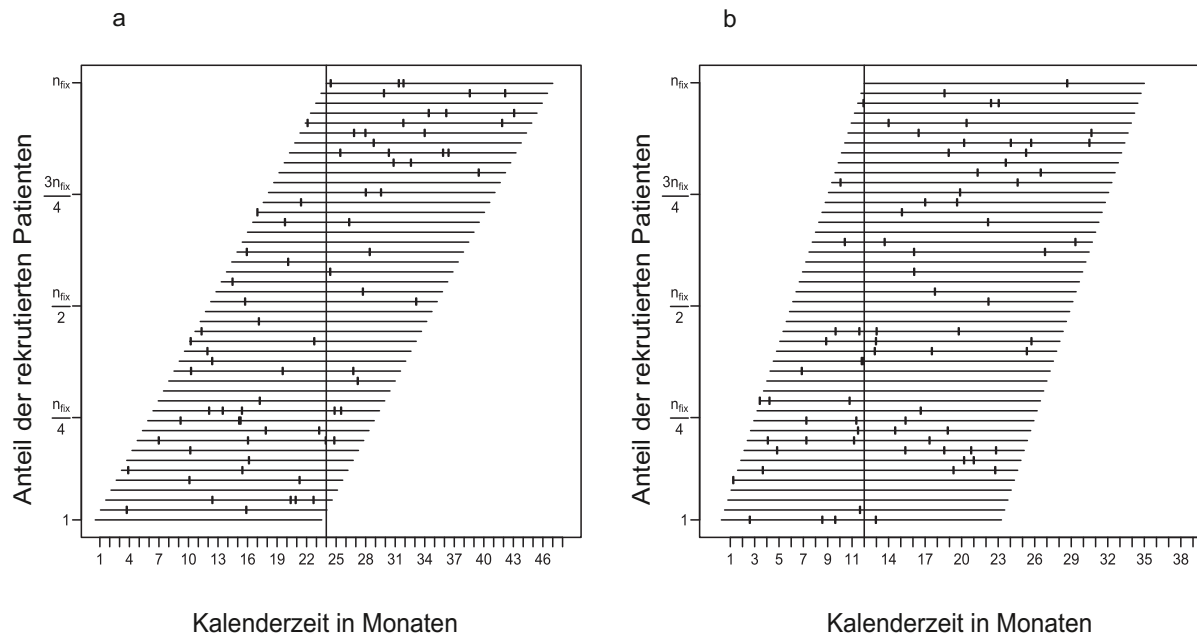 a
b
Anteil der rekrutierten Patienten
n_fix
3n_fix
4
n_fix
2
n_fix
4
1
1 4 7 10 13 16 19 22 25 28 31 34 37 40 43 46
Kalenderzeit in Monaten
Anteil der rekrutierten Patienten
n_fix
3n_fix
4
n_fix
2
n_fix
4
1
1 3 5 7 9 11 14 17 20 23 26 29 32 35 38
Kalenderzeit in Monaten